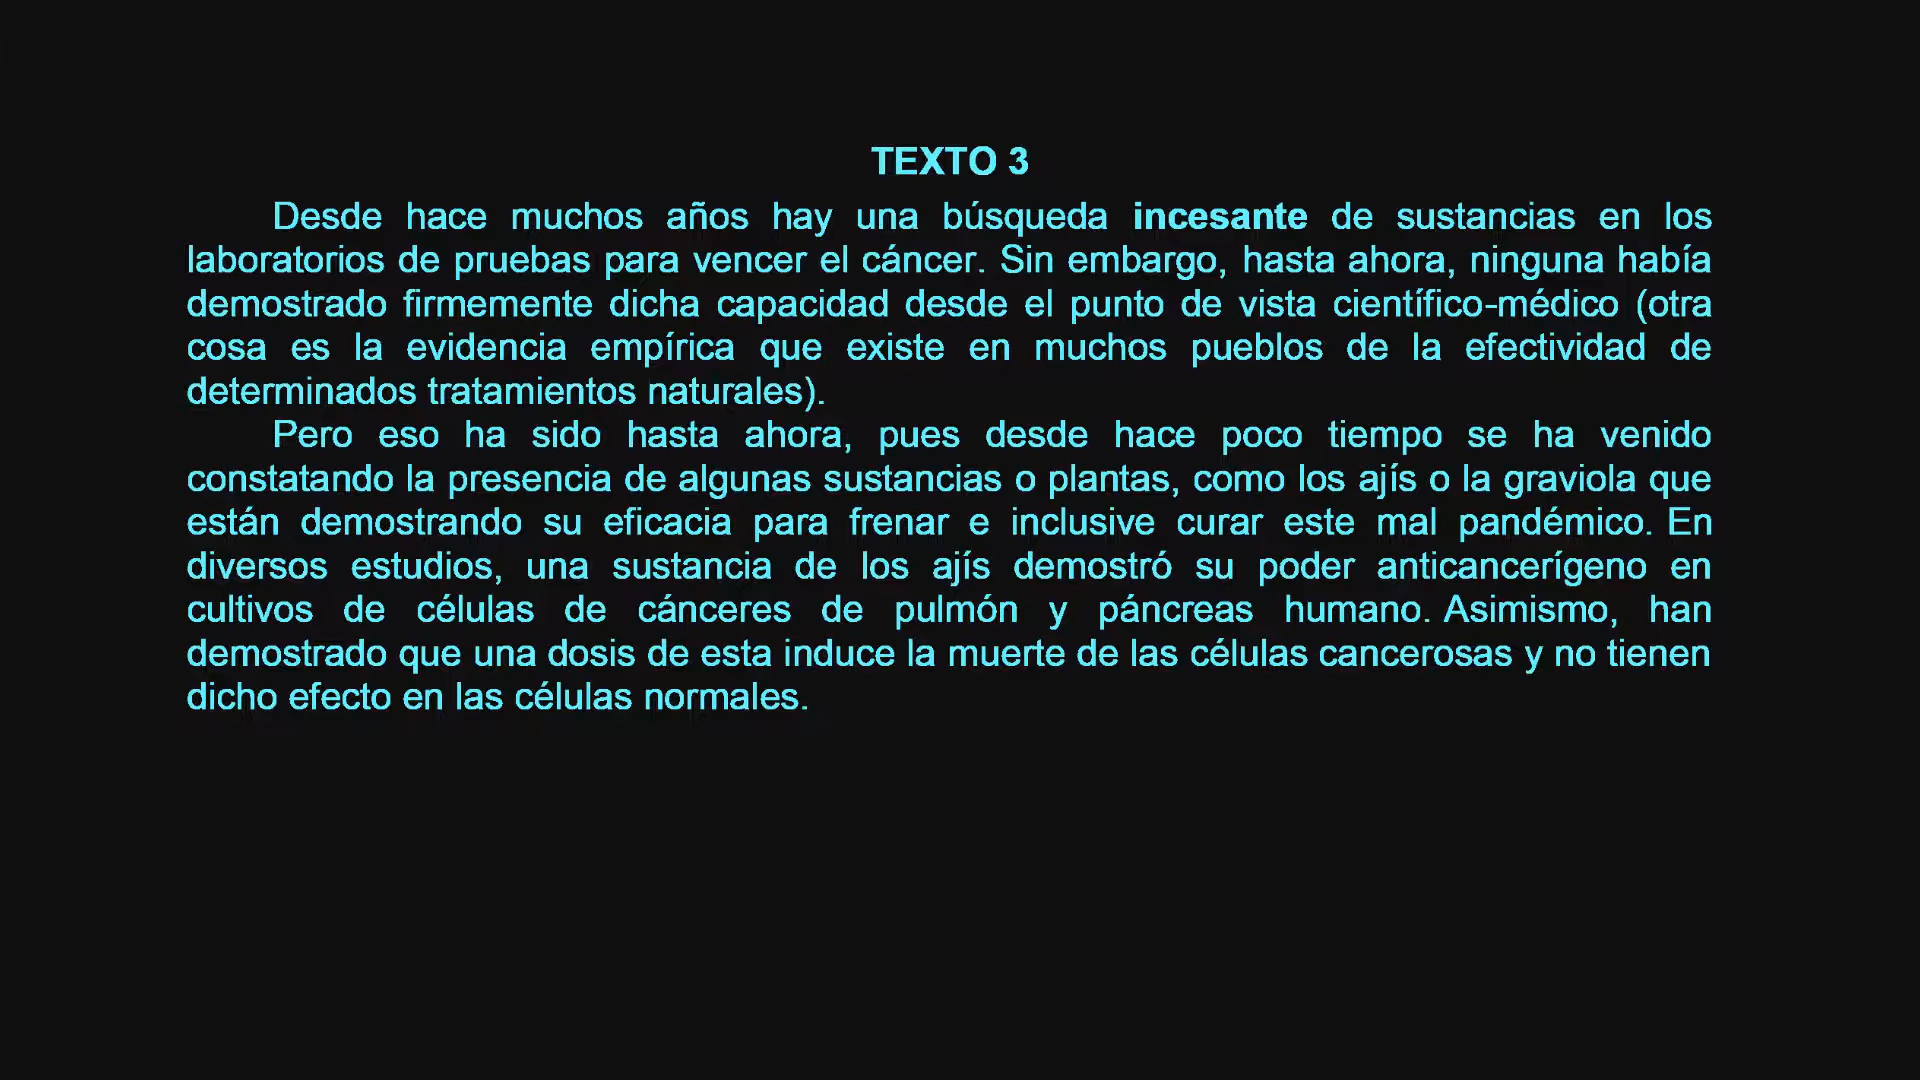 TEXTO 3
Desde hace muchos años hay una búsqueda incesante de sustancias en los
laboratorios de pruebas para vencer el cáncer. Sin embargo, hasta ahora, ninguna había
demostrado firmemente dicha capacidad desde el punto de vista científico-médico (otra
cosa es la evidencia empírica que existe en muchos pueblos de la efectividad de
determinados tratamientos naturales).
Pero eso ha sido hasta ahora, pues desde hace poco tiempo se ha venido
constatando la presencia de algunas sustancias o plantas, como los ajís o la graviola que
están demostrando su eficacia para frenar e inclusive curar este mal pandémico. En
diversos estudios, una sustancia de los ajís demostró su poder anticancerígeno en
cultivos de células de cánceres de pulmón y páncreas humano. Asimismo, han
demostrado que una dosis de esta induce la muerte de las células cancerosas y no tienen
dicho efecto en las células normales.